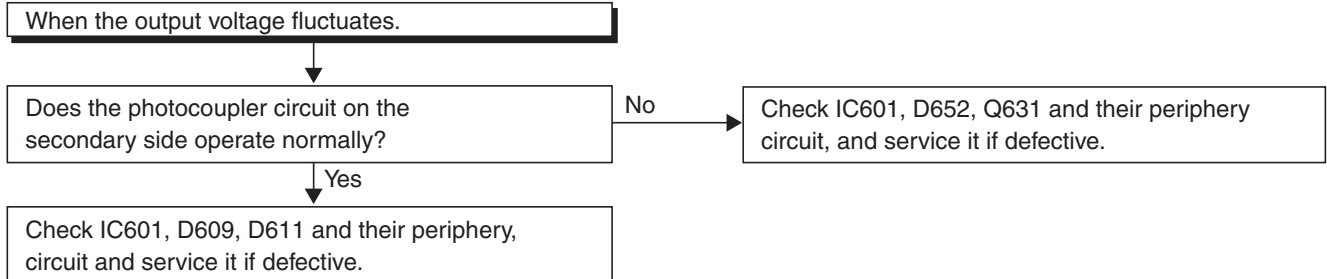 When the output voltage fluctuates.
Does the photocoupler circuit on the
secondary side operate normally?
No
Check IC601, D652, Q631 and their periphery
circuit, and service it if defective.
Yes
Check IC601, D609, D611 and their periphery,
circuit and service it if defective.